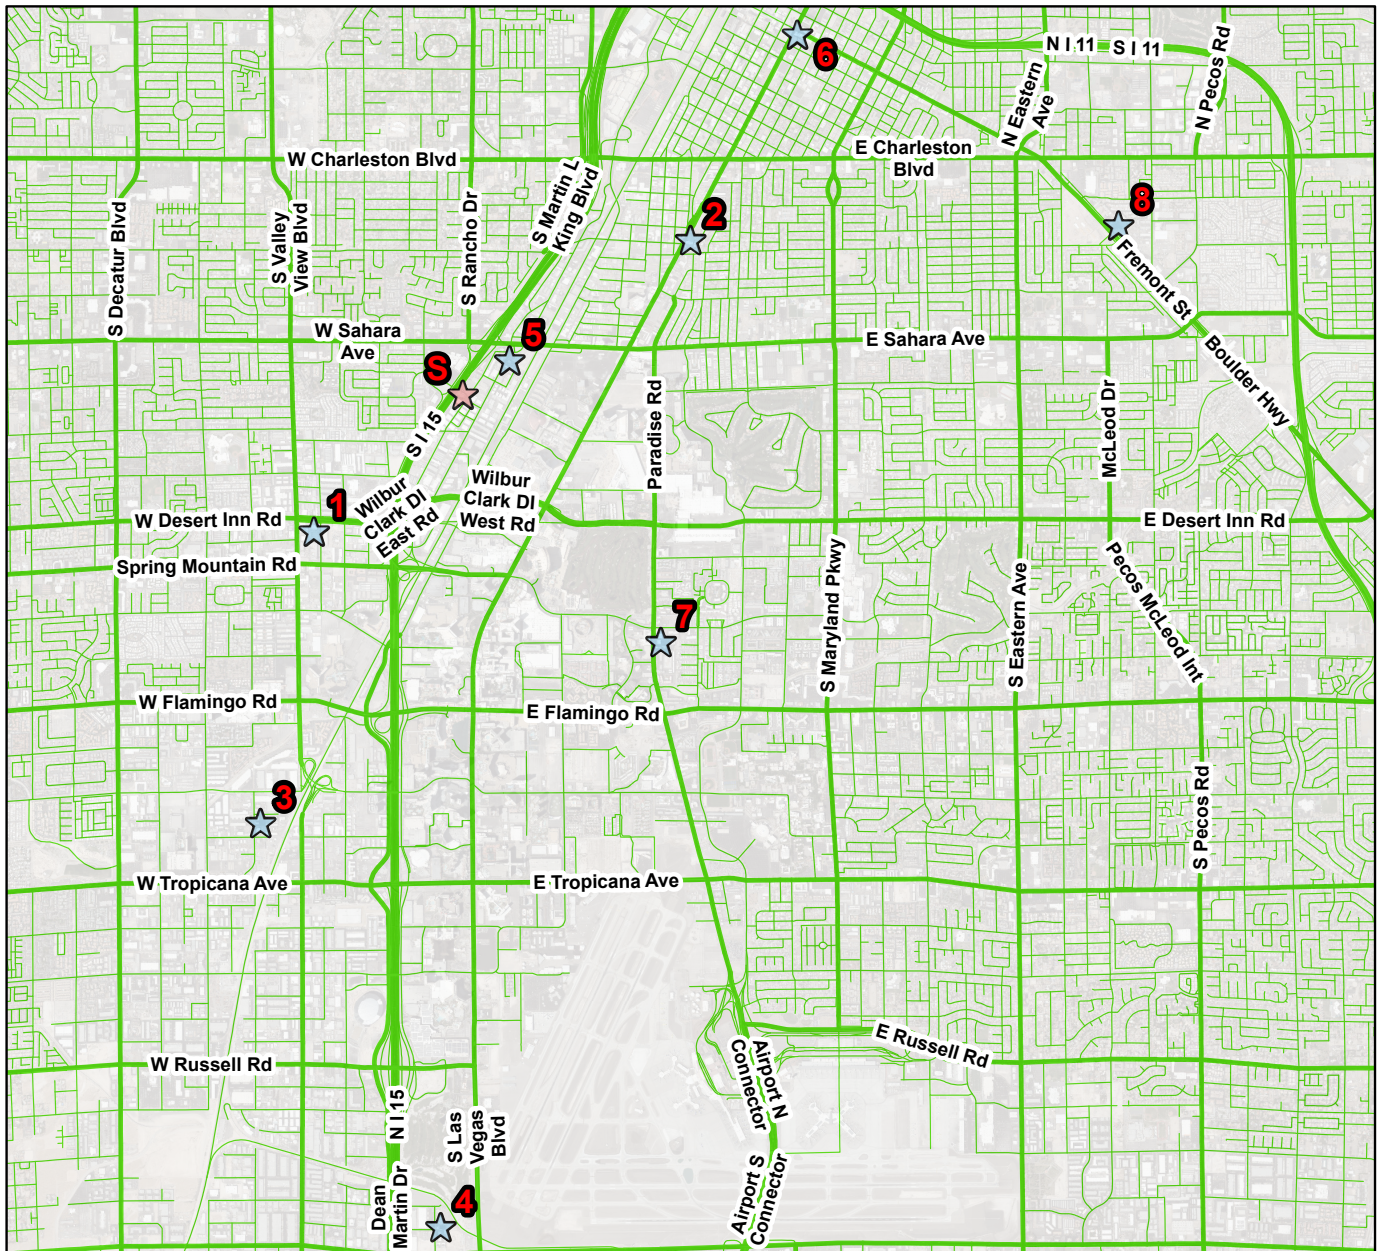 6
N I 11
S I 11
N Pecos Rd
N Eastern
Ave
W Charleston Blvd
E Charleston
Blvd
S Martin L
King Blvd
S Rancho Dr
S Valley
View Blvd
S Decatur Blvd
2
8
Fremont St
W Sahara
Ave
5
E Sahara Ave
S
Boulder Hwy
S I 15
Paradise Rd
McLeod Dr
1
Wilbur
Clark DI
East Rd
Wilbur
Clark DI
West Rd
W Desert Inn Rd
E Desert Inn Rd
Spring Mountain Rd
S Maryland Pkwy
S Eastern Ave
Pecos McLeod Int
7
W Flamingo Rd
E Flamingo Rd
3
S Pecos Rd
W Tropicana Ave
E Tropicana Ave
W Russell Rd
E Russell Rd
Airport N
Connector
N I 15
S Las
Vegas
Blvd
Dean
Martin Dr
4
Airport S
Connector